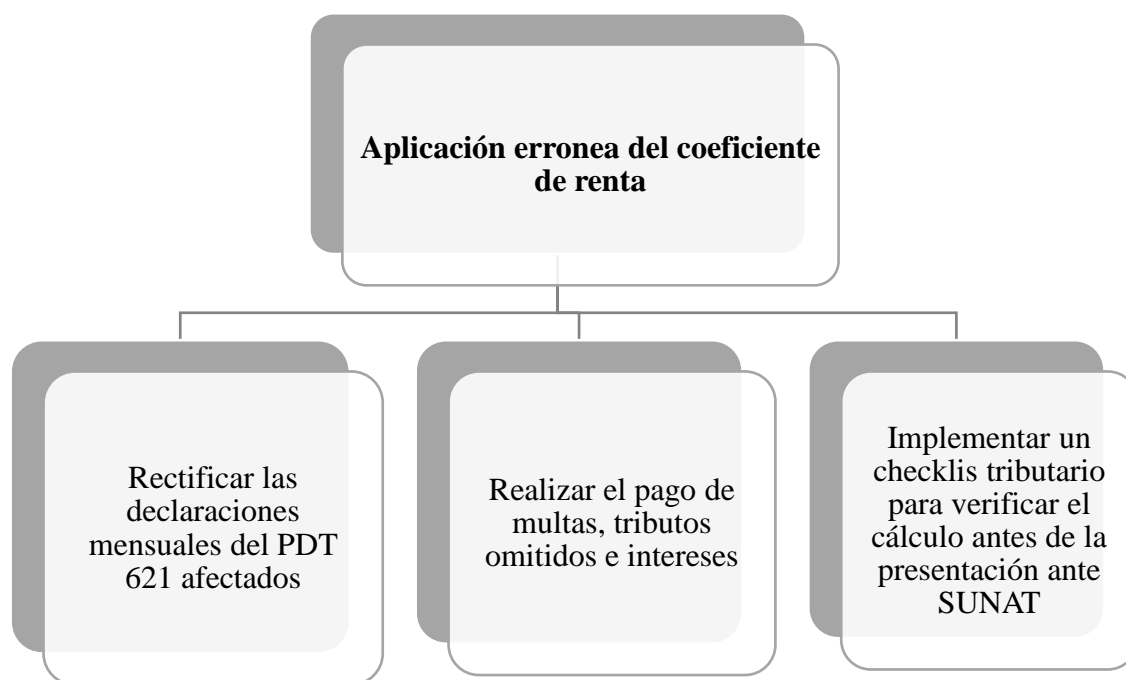 Aplicación erronea del coeficiente
de renta
Rectificar las
declaraciones
mensuales del PDT
621 afectados
Realizar el pago de
multas, tributos
omitidos e intereses
Implementar un
checklis tributario
para verificar el
cálculo antes de la
presentación ante
SUNAT